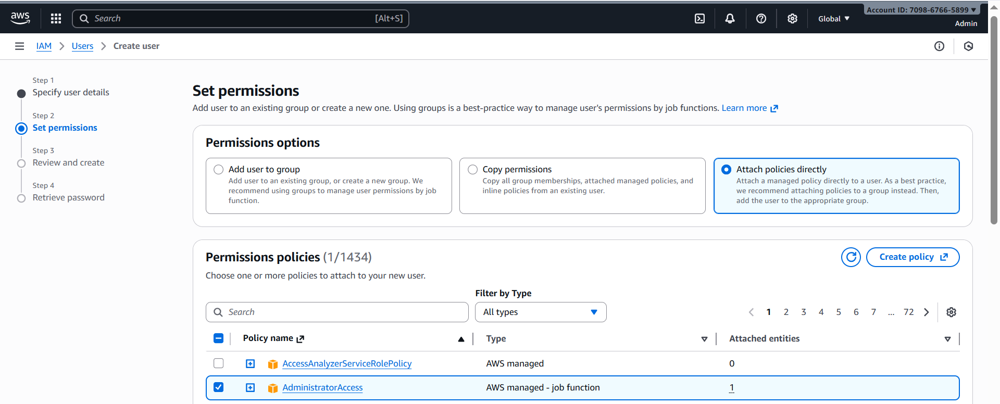 aws
Search [Alt+S]
Global
Account ID: 7098-6766-5899
Admin
IAM > Users > Create user
Step 1
Specify user details
Step 2
Set permissions
Step 3
Review and create
Step 4
Retrieve password
Set permissions
Add user to an existing group or create a new one. Using groups is a best-practice way to manage user's permissions by job functions. Learn more
Permissions options
Add user to group
Add user to an existing group, or create a new group. We
recommend using groups to manage user permissions by job
function.
Copy permissions
Copy all group memberships, attached managed policies, and
inline policies from an existing user.
Attach policies directly
Attach a managed policy directly to a user. As a best practice,
we recommend attaching policies to a group instead. Then,
add the user to the appropriate group.
Permissions policies (1/1434)
Create policy
Choose one or more policies to attach to your new user.
Filter by Type
Search
All types
1 2 3 4 5 6 7 ... 72
Policy name Type Attached entities
AccessAnalyzerServiceRolePolicy AWS managed 0
AdministratorAccess AWS managed - job function 1